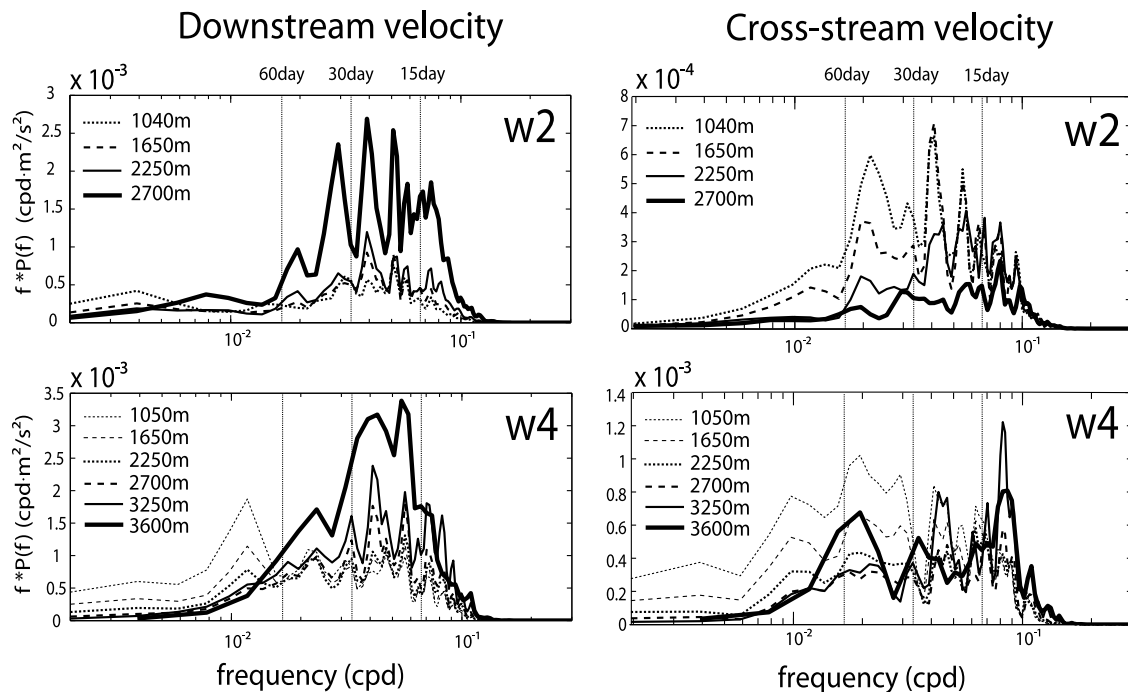 Downstream velocity
x 10⁻³
60day 30day 15day
w2
3
2.5
2
1.5
1
0.5
0
1040m
1650m
2250m
2700m
10⁻² 10⁻¹
f *P(f) (cpd·m²/s²)
Cross-stream velocity
x 10⁻⁴
60day 30day 15day
w2
8
7
6
5
4
3
2
1
0
1040m
1650m
2250m
2700m
10⁻² 10⁻¹
x 10⁻³
w4
3.5
3
2.5
2
1.5
1
0.5
0
1050m
1650m
2250m
2700m
3250m
3600m
10⁻² 10⁻¹
f *P(f) (cpd·m²/s²)
frequency (cpd)
x 10⁻³
w4
1.4
1.2
1.0
0.8
0.6
0.4
0.2
0
1050m
1650m
2250m
2700m
3250m
3600m
10⁻² 10⁻¹
frequency (cpd)